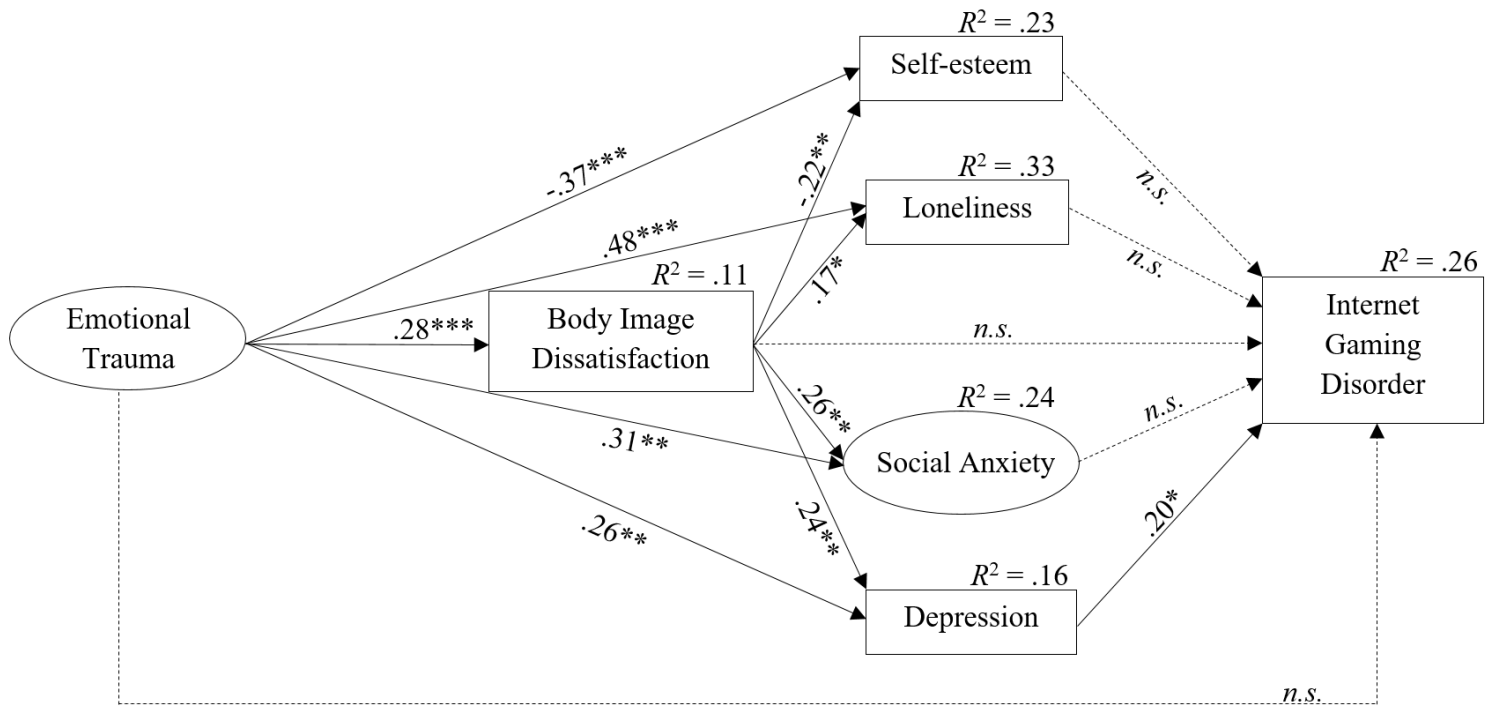 R² = .23
Self-esteem
-.37***
-.22**
n.s.
R² = .33
Loneliness
.48***
.17*
n.s.
R² = .11
Body Image
Dissatisfaction
R² = .26
Internet
Gaming
Disorder
Emotional
Trauma
.28***
n.s.
.26**
R² = .24
Social Anxiety
n.s.
.31**
.24**
.26**
.20*
R² = .16
Depression
n.s.